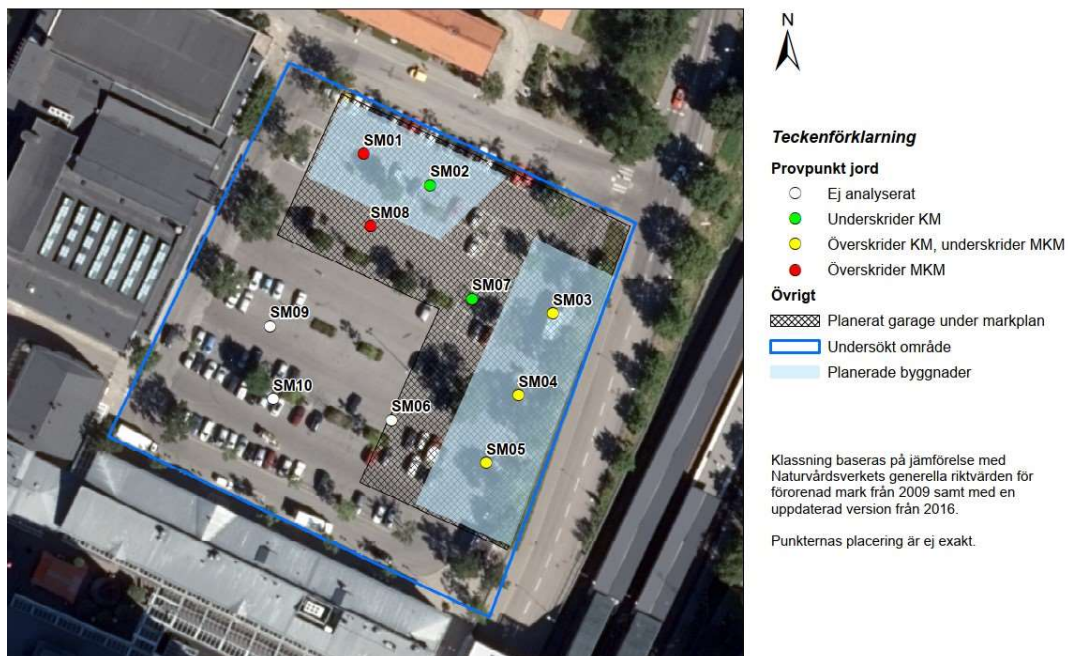 N
SM01
SM02
SM08
SM07
SM03
SM09
SM04
SM10
SM06
SM05
Teckenförklarning
Provpunkt jord
Ej analyserat
Underskrider KM
Överskrider KM, underskrider MKM
Överskrider MKM
Övrigt
Planerat garage under markplan
Undersökt område
Planerade byggnader
Klassning baseras på jämförelse med
Naturvårdsverkets generella riktvärden för
förorenad mark från 2009 samt med en
uppdaterad version från 2016.
Punkternas placering är ej exakt.